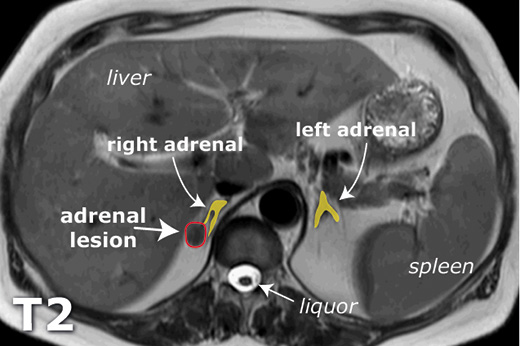 liver
left adrenal
right adrenal
adrenal
lesion
spleen
liquor
T2